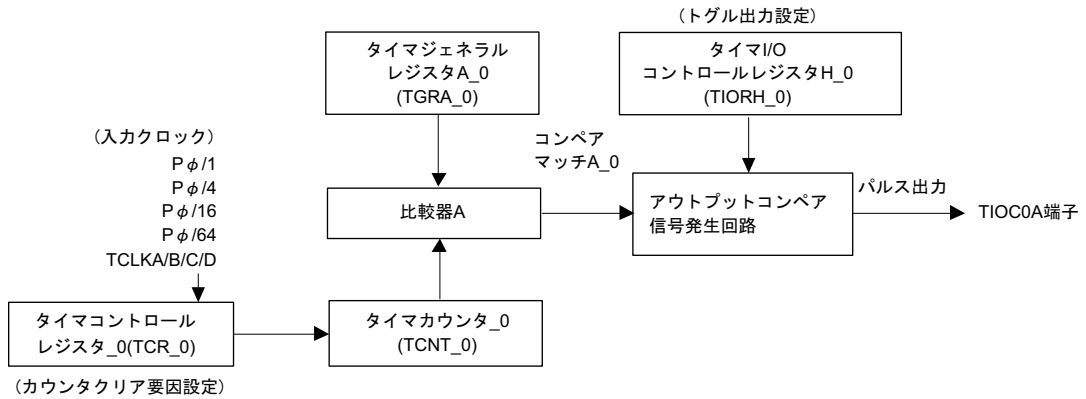 (トグル出力設定)
タイマジェネラル
レジスタA_0
(TGRA_0)
タイマI/O
コントロールレジスタH_0
(TIORH_0)
(入力クロック)
Pφ/1
Pφ/4
Pφ/16
Pφ/64
TCLKA/B/C/D
コンペア
マッチA_0
比較器A
アウトプットコンペア
信号発生回路
パルス出力
TIOC0A端子
タイマコントロール
レジスタ_0(TCR_0)
タイマカウンタ_0
(TCNT_0)
(カウンタクリア要因設定)